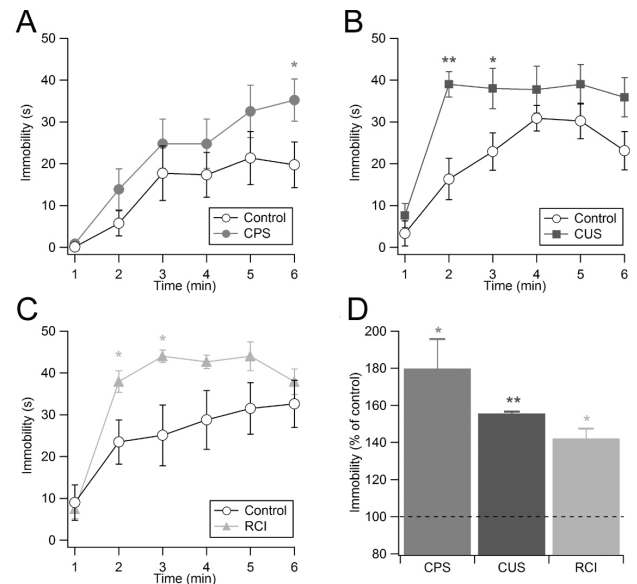 A
50
40
30
20
10
0
Immobility (s)
*
Control
CPS
1 2 3 4 5 6
Time (min)
B
50
40
30
20
10
0
Immobility (s)
** *
Control
CUS
1 2 3 4 5 6
Time (min)
C
50
40
30
20
10
0
Immobility (s)
* *
Control
RCI
1 2 3 4 5 6
Time (min)
D
200
180
160
140
120
100
80
Immobility (% of control)
*
**
*
CPS CUS RCI